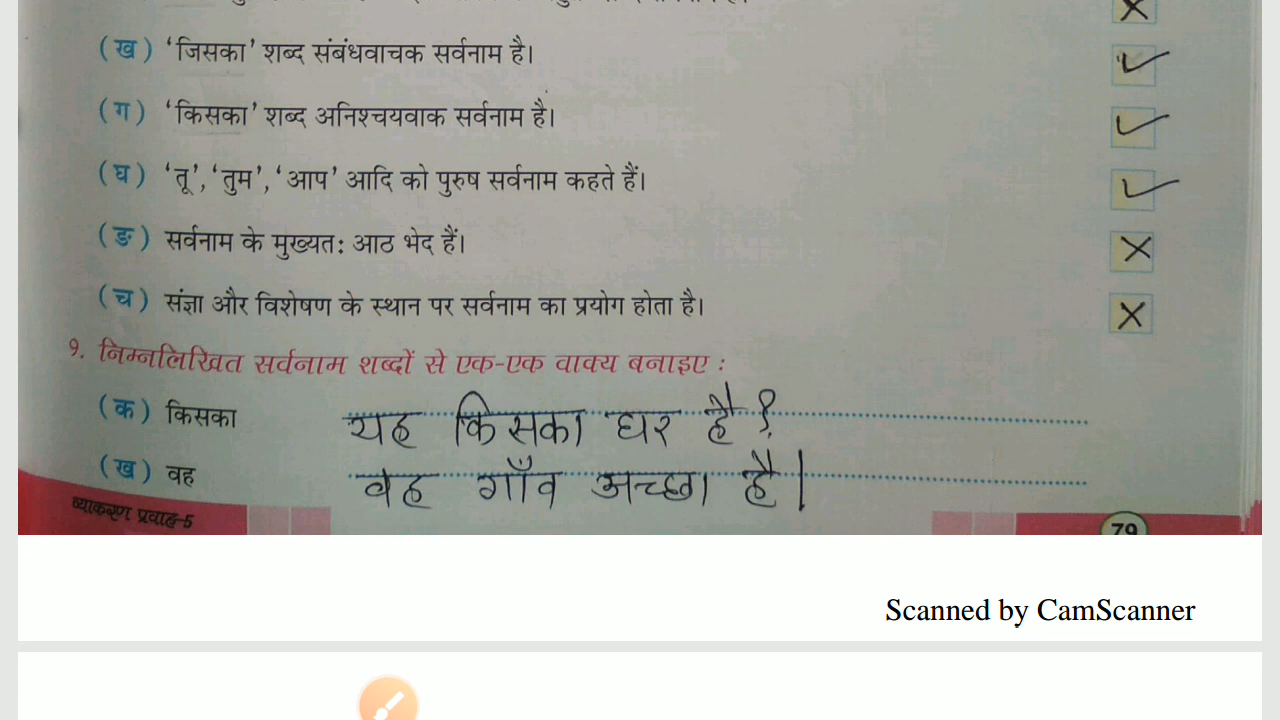 (ख) ‘जिसका’ शब्द संबंधवाचक सर्वनाम है।
(ग) ‘किसका’ शब्द अनिश्चयवाक सर्वनाम है।
(घ) ‘तू’, ‘तुम’, ‘आप’ आदि को पुरुष सर्वनाम कहते हैं।
(ङ) सर्वनाम के मुख्यतः आठ भेद हैं।
(च) संज्ञा और विशेषण के स्थान पर सर्वनाम का प्रयोग होता है।
१. निम्नलिखित सर्वनाम शब्दों से एक-एक वाक्य बनाइए :
(क) किसका यह किसका घर है?
(ख) वह वह गाँव अच्छा है।
व्याकरण प्रवाह-5
79
Scanned by CamScanner